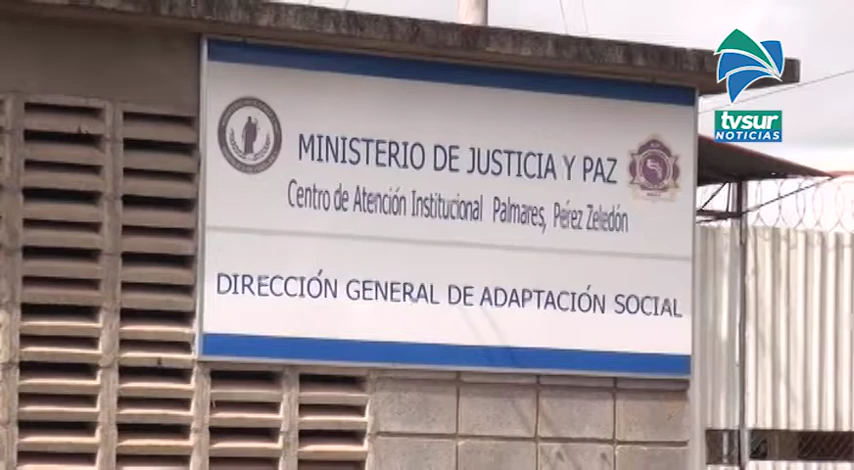 tvsur
NOTICIAS
MINISTERIO DE JUSTICIA Y PAZ
Centro de Atención Institucional Palmares, Pérez Zeledón
DIRECCIÓN GENERAL DE ADAPTACIÓN SOCIAL